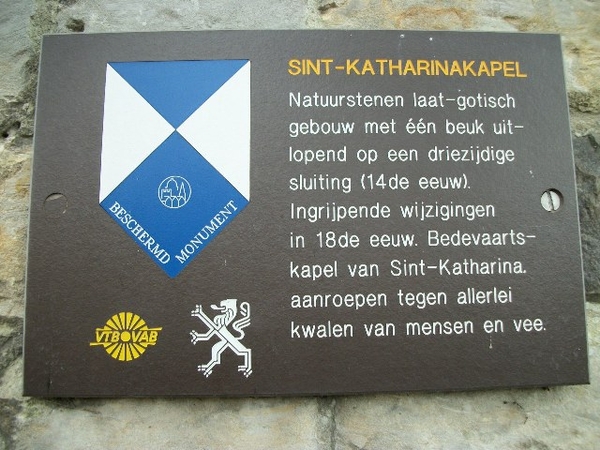 SINT-KATHARINAKAPEL
Natuurstenen laat-gotisch
gebouw met één beuk uit-
lopend op een driezijdige
sluiting (14de eeuw).
Ingrijpende wijzigingen
in 18de eeuw. Bedevaarts-
kapel van Sint-Katharina.
aanroepen tegen allerlei
kwalen van mensen en vee.
BESCHERMD MONUMENT
VTB VAB